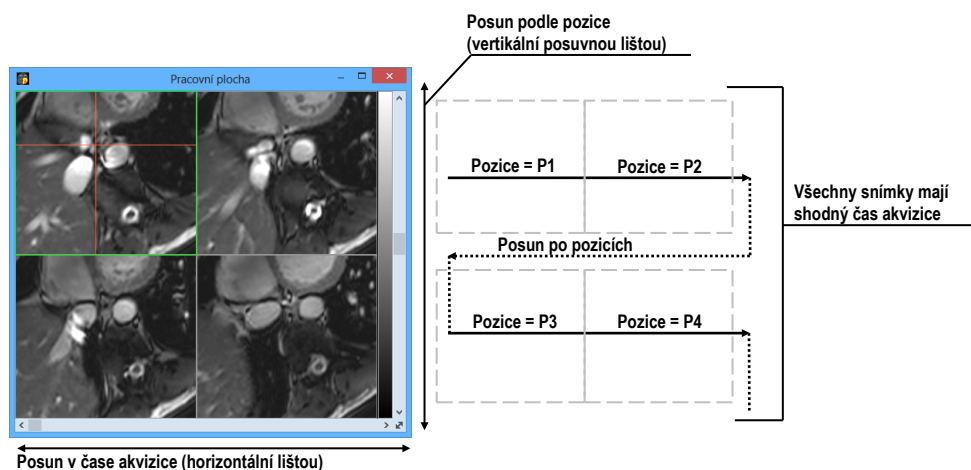 Posun podle pozice
(vertikální posuvnou lištou)
Pracovní plocha
Pozice = P1
Pozice = P2
Všechny snímky mají
shodný čas akvizice
Posun po pozicích
Pozice = P3
Pozice = P4
Posun v čase akvizice (horizontální lištou)